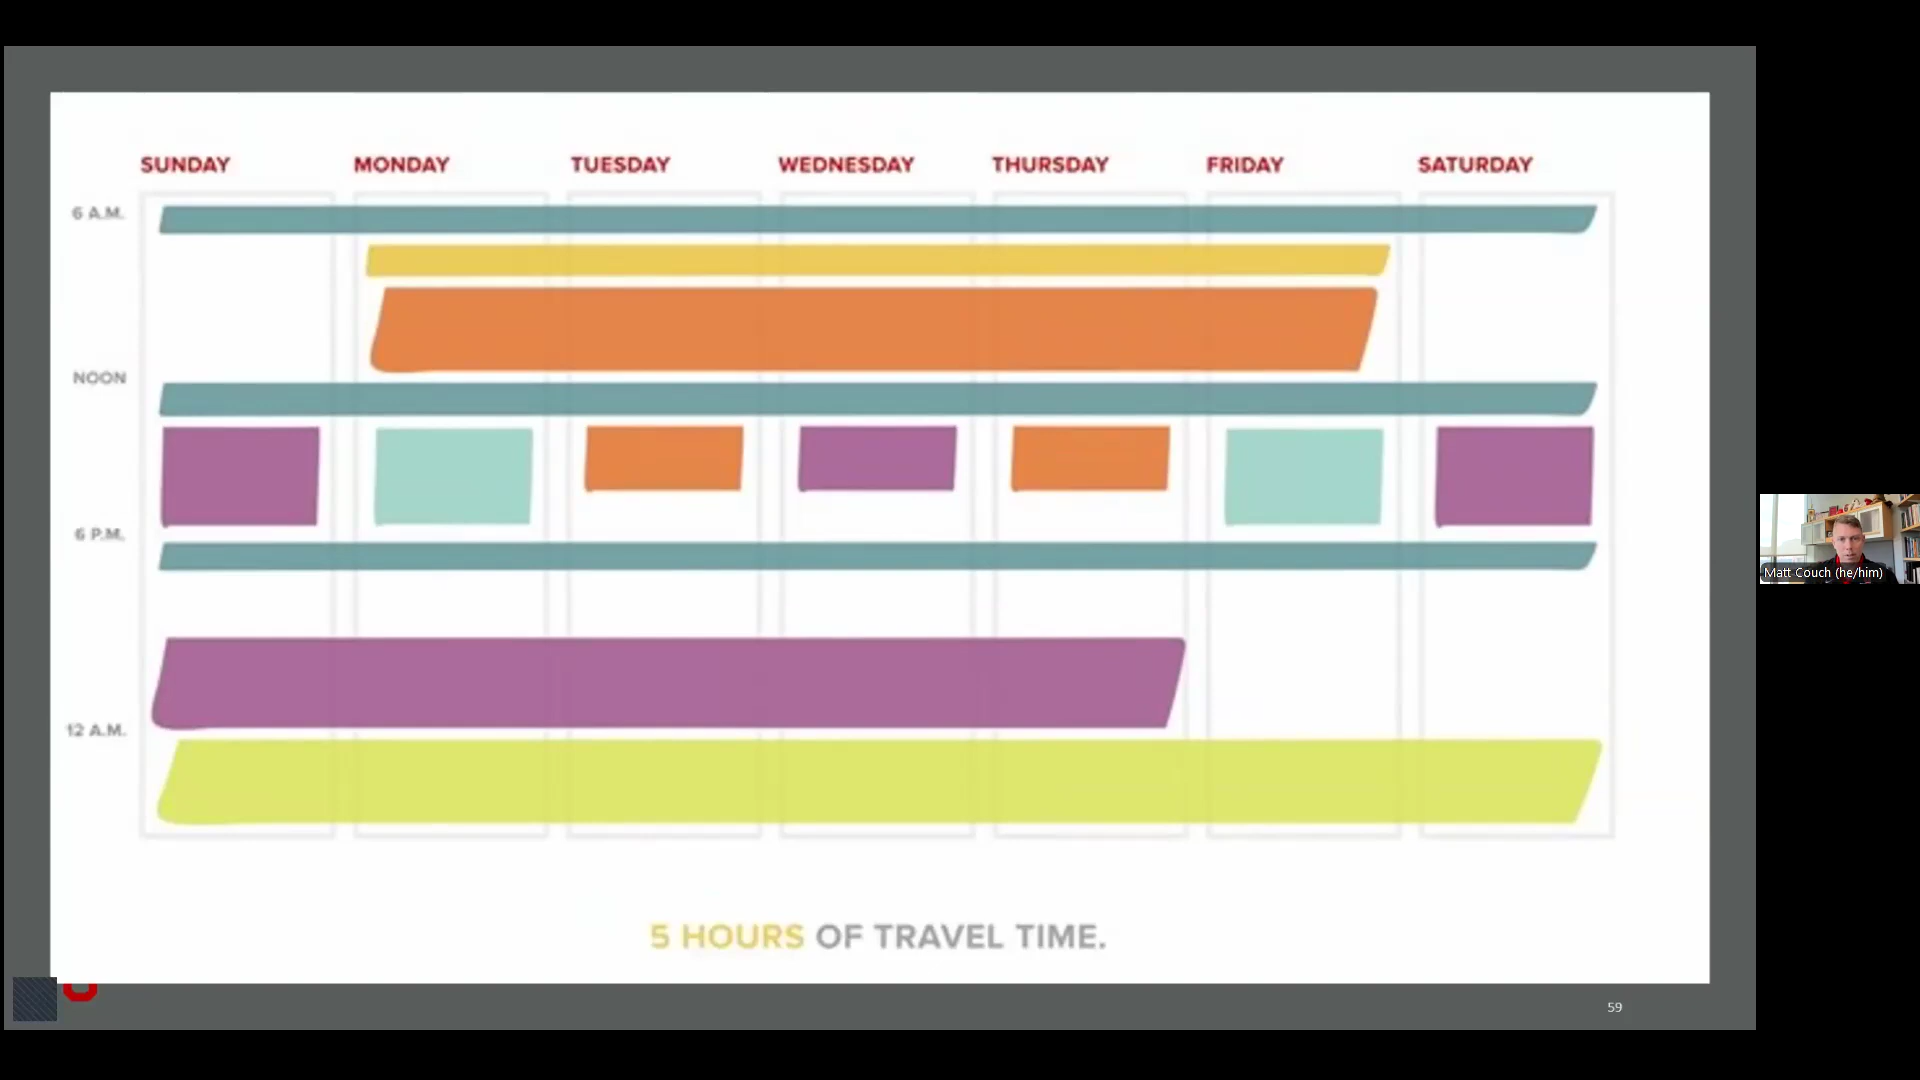 SUNDAY MONDAY TUESDAY WEDNESDAY THURSDAY FRIDAY SATURDAY
6 A.M.
NOON
6 P.M.
12 A.M.
5 HOURS OF TRAVEL TIME.
59
Matt Couch (he/him)